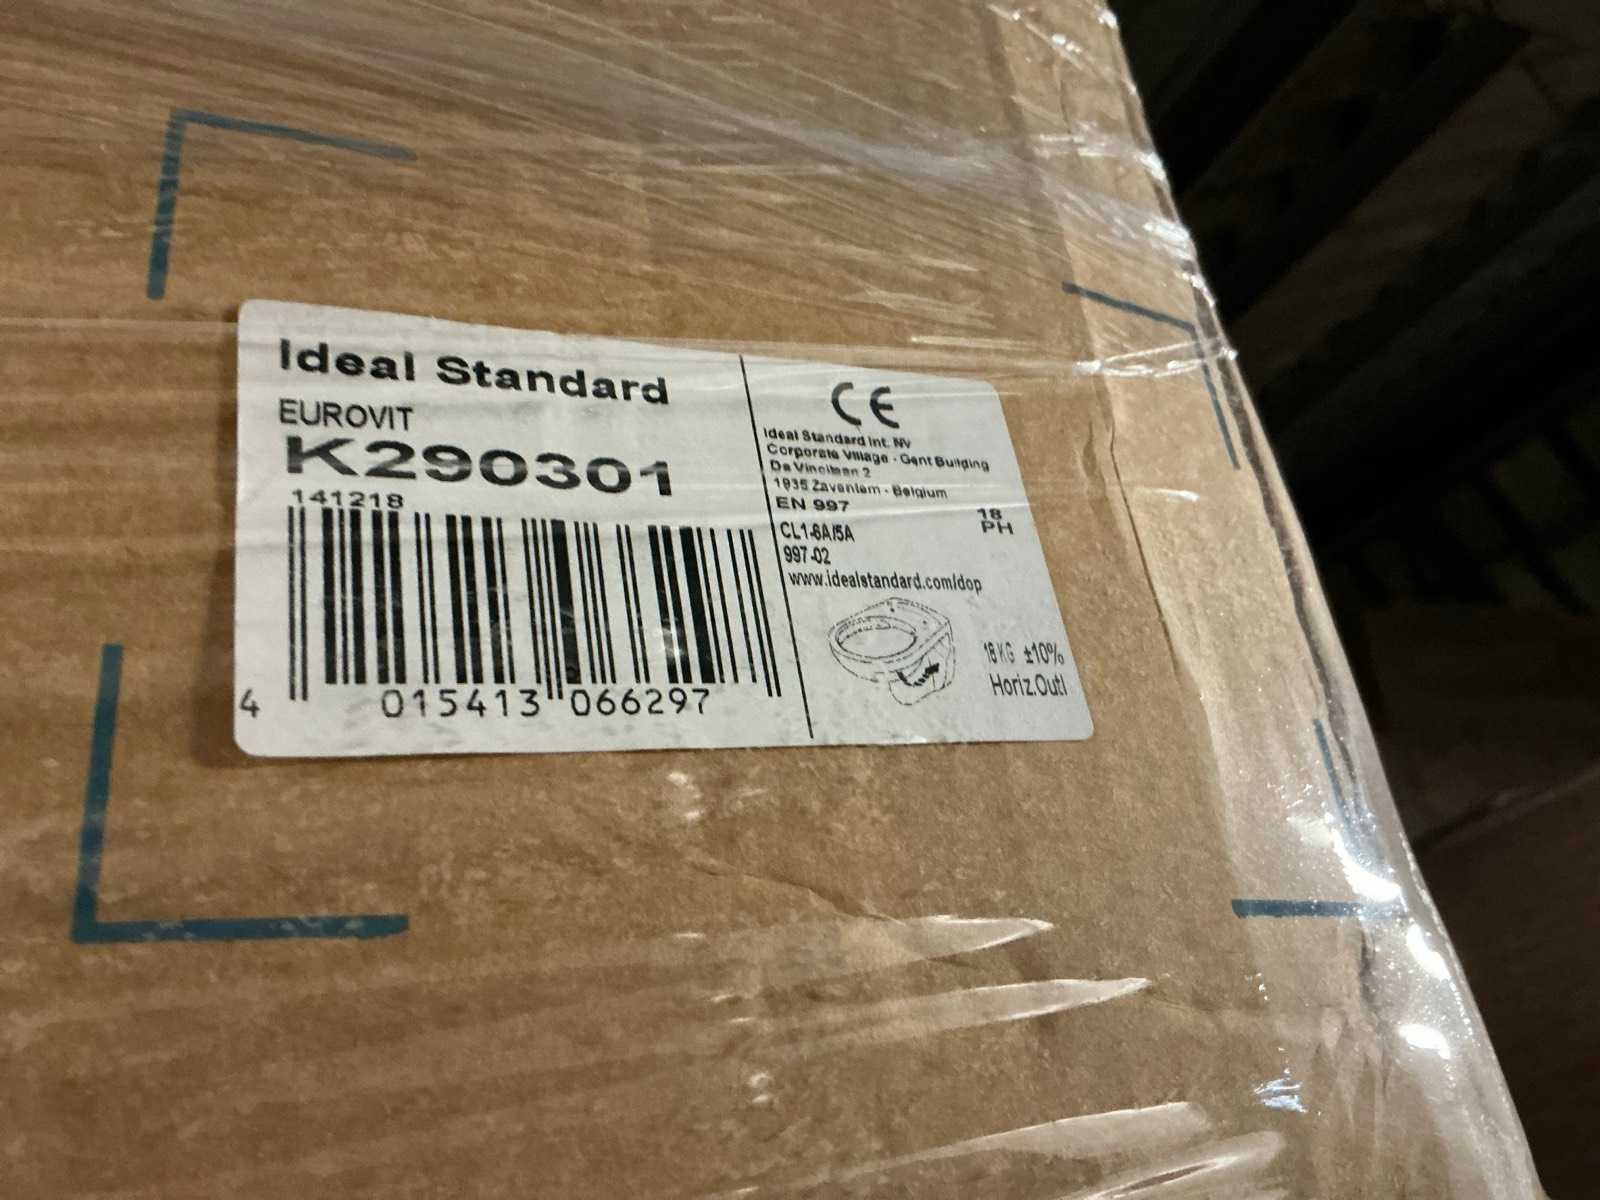 Ideal Standard
EUROVIT
K290301
141218
4 015413 066297
CE
Ideal Standard Int. NV
Corporate Village - Gent Building
Da Vincilaan 2
1935 Zaventem - Belgium
EN 997
18
PH
CL1-6A/5A
997-02
www.idealstandard.com/dop
18 KG ±10%
Horiz.Outl